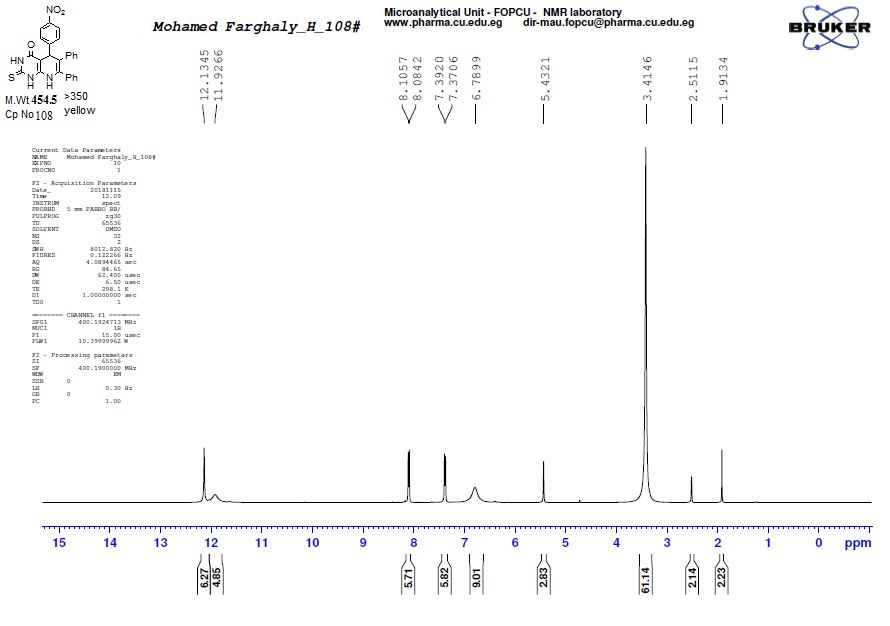 NO₂
O
HN
Ph
S
N
H
N
H
Ph
M.Wt 454.5 >350
Cp No 108 yellow
Mohamed Farghaly_H_108#
Microanalytical Unit - FOPCU - NMR laboratory
www.pharma.cu.edu.eg dir-mau.fopcu@pharma.cu.edu.eg
BRUKER
12.1345
11.9266
8.1057
8.0842
7.3920
7.3706
6.7899
5.4321
3.4146
2.5115
1.9134
Current Data Parameters
NAME Mohamed Farghaly_H_108#
EXPNO 10
PROCNO 1
F2 - Acquisition Parameters
Date_ 20181115
Time 12.09
INSTRUM spect
PROBHD 5 mm PABBO BB/
PULPROG zg30
TD 65536
SOLVENT DMSO
NS 32
DS 2
SWH 8012.820 Hz
FIDRES 0.122266 Hz
AQ 4.0894465 sec
RG 84.65
DW 62.400 usec
DE 6.50 usec
TE 298.1 K
D1 1.00000000 sec
TD0 1
======== CHANNEL f1 ========
SFO1 400.1924713 MHz
NUC1 1H
P1 15.00 usec
PLW1 10.39999962 W
F2 - Processing parameters
SI 65536
SF 400.1900000 MHz
WDW EM
SSB 0
LB 0.30 Hz
GB 0
PC 1.00
15 14 13 12 11 10 9 8 7 6 5 4 3 2 1 0 ppm
6.27
4.85
5.71
5.82
9.01
2.83
61.14
2.14
2.23